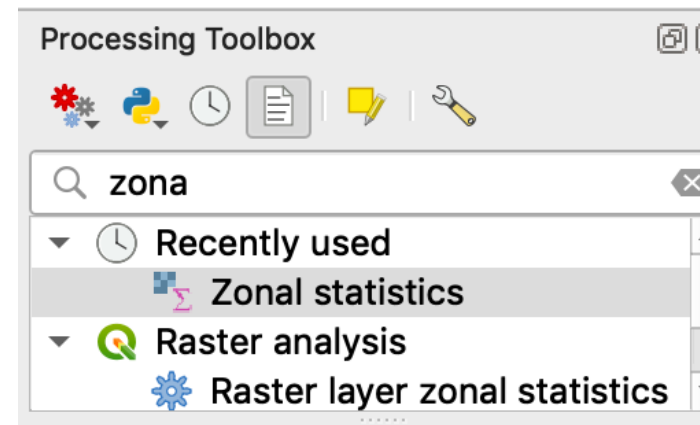 Processing Toolbox
zona
Recently used
Zonal statistics
Raster analysis
Raster layer zonal statistics